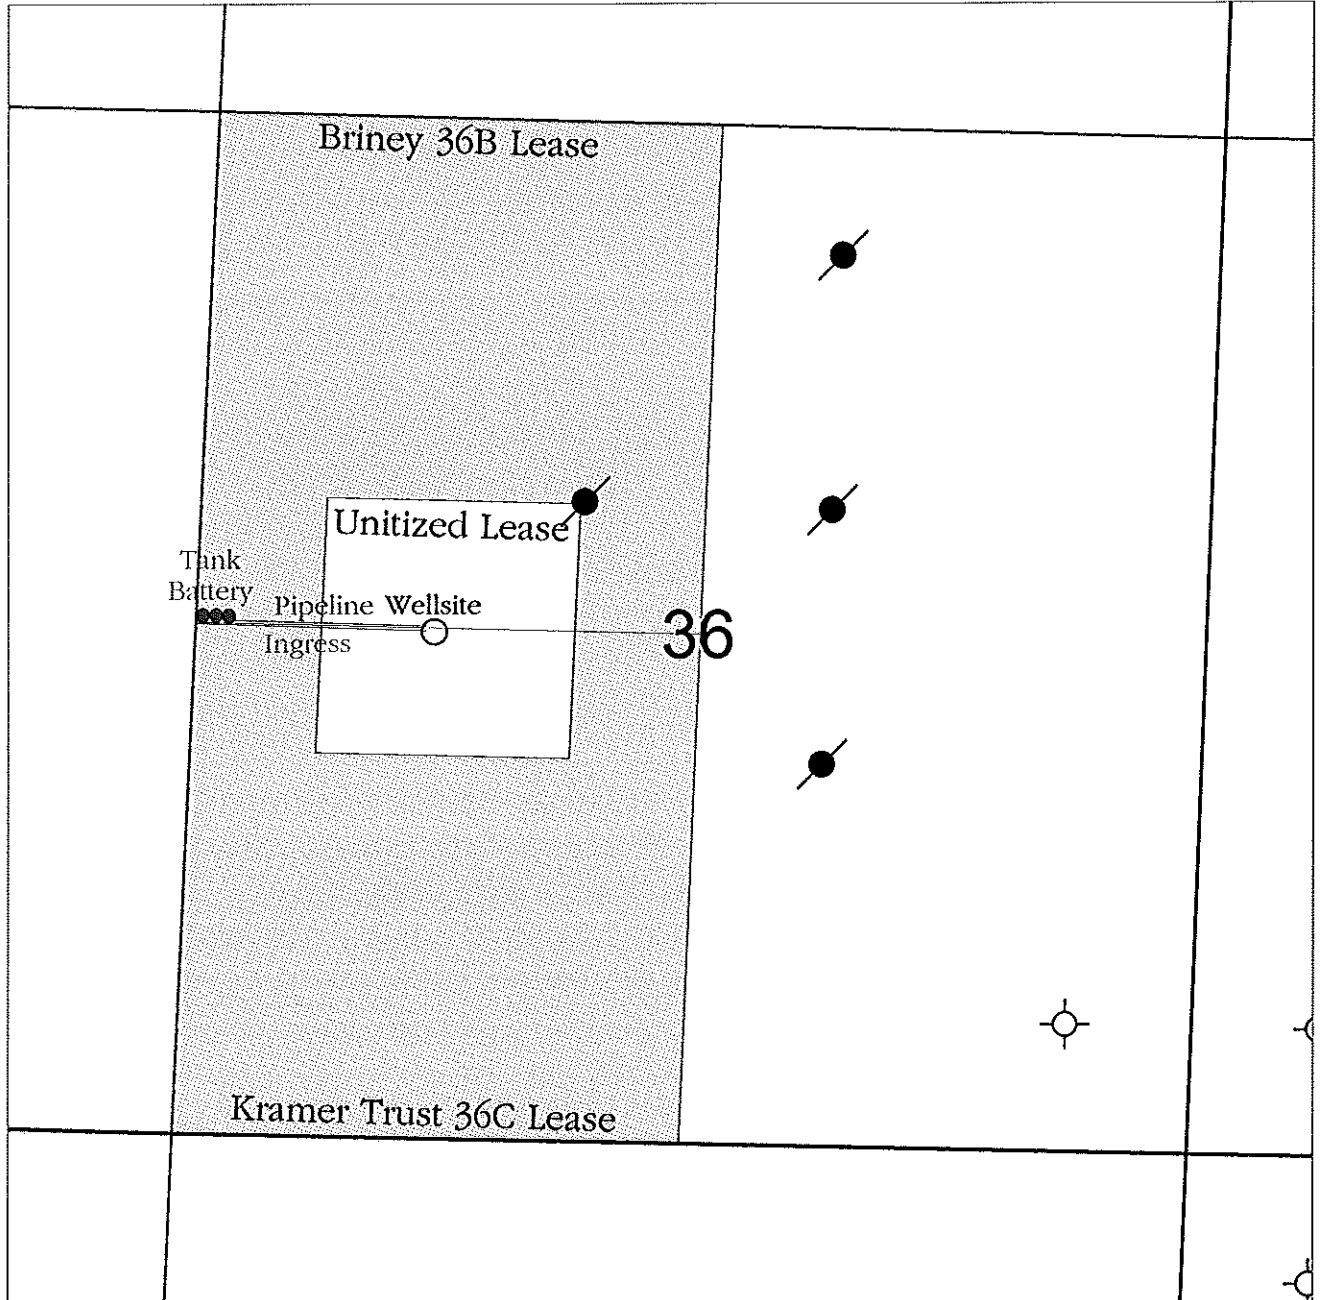 Briney 36B Lease
Unitized Lease
Tank
Battery
Pipeline Wellsite
Ingress
36
Kramer Trust 36C Lease